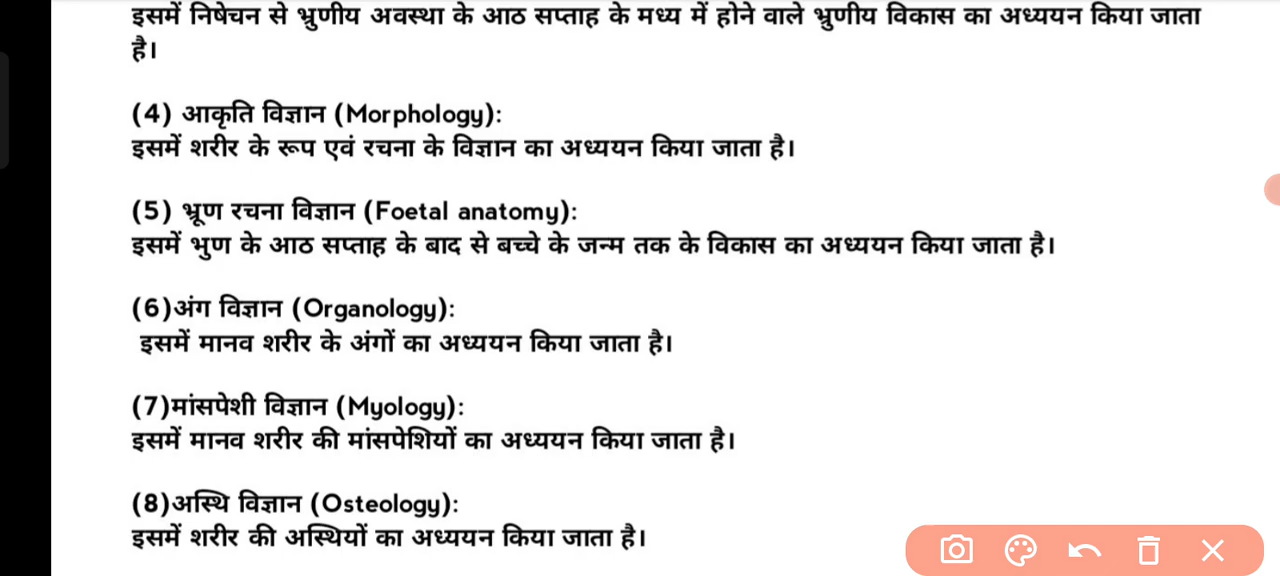 इसमें निषेचन से भ्रुणीय अवस्था के आठ सप्ताह के मध्य में होने वाले भ्रुणीय विकास का अध्ययन किया जाता
है।
(4) आकृति विज्ञान (Morphology):
इसमें शरीर के रूप एवं रचना के विज्ञान का अध्ययन किया जाता है।
(5) भ्रूण रचना विज्ञान (Foetal anatomy):
इसमें भुण के आठ सप्ताह के बाद से बच्चे के जन्म तक के विकास का अध्ययन किया जाता है।
(6)अंग विज्ञान (Organology):
इसमें मानव शरीर के अंगों का अध्ययन किया जाता है।
(7)मांसपेशी विज्ञान (Myology):
इसमें मानव शरीर की मांसपेशियों का अध्ययन किया जाता है।
(8)अस्थि विज्ञान (Osteology):
इसमें शरीर की अस्थियों का अध्ययन किया जाता है।